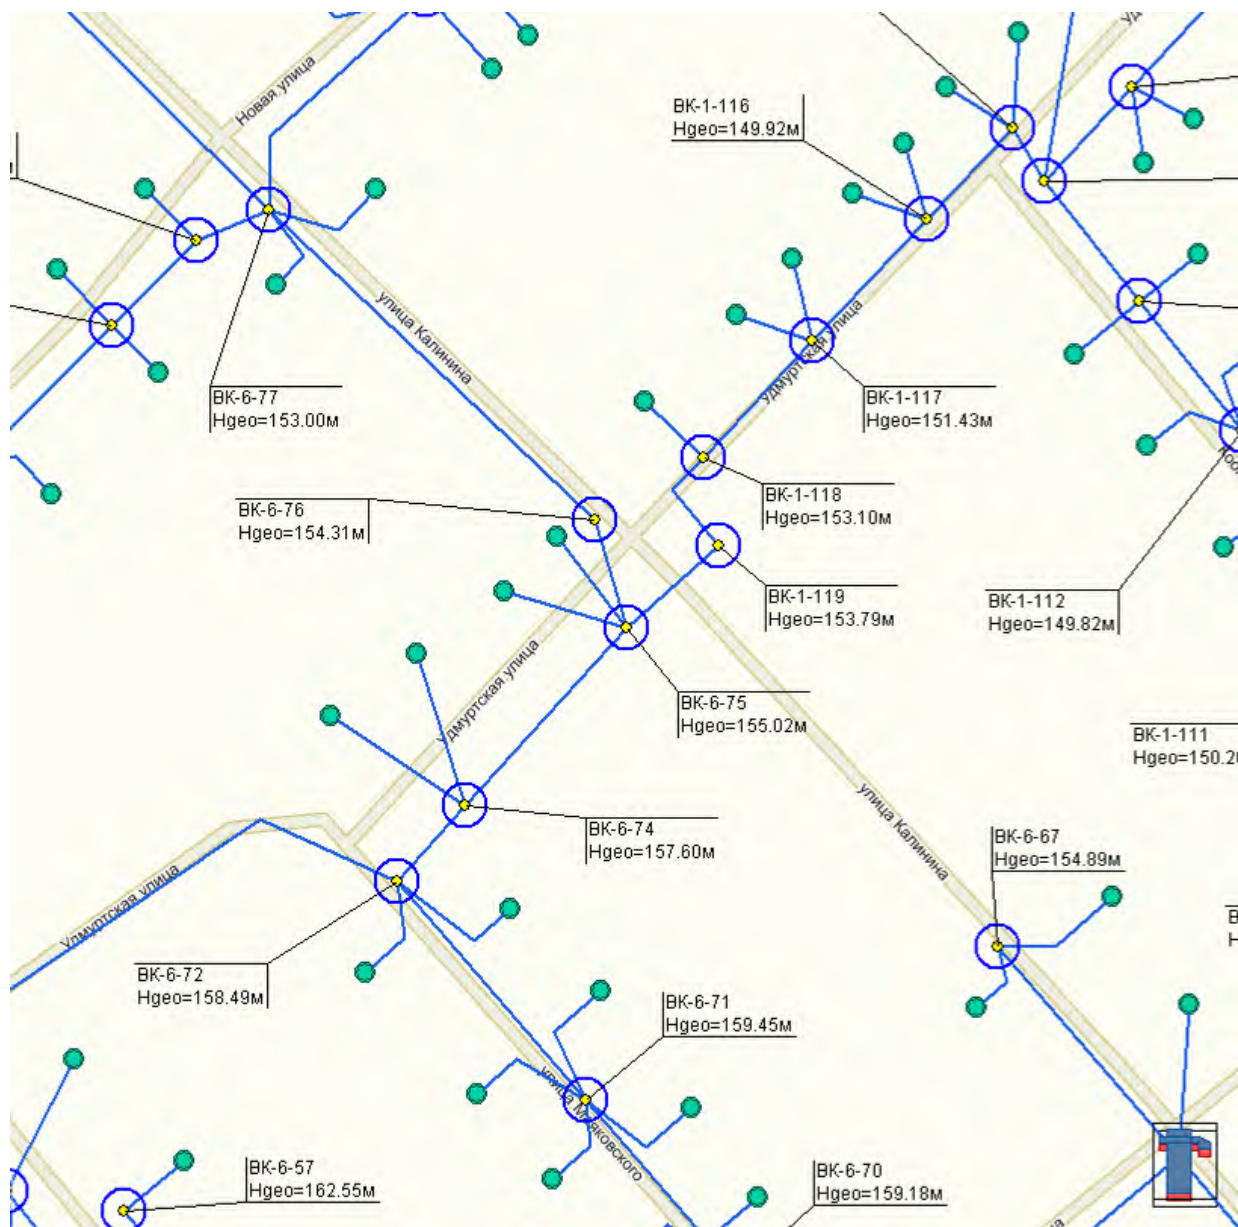 Новая улица
ВК-1-116
Hgeo=149.92м
улица Калинина
Удмуртская улица
ВК-6-77
Hgeo=153.00м
ВК-1-117
Hgeo=151.43м
ВК-6-76
Hgeo=154.31м
ВК-1-118
Hgeo=153.10м
ВК-1-119
Hgeo=153.79м
ВК-1-112
Hgeo=149.82м
Удмуртская улица
ВК-6-75
Hgeo=155.02м
ВК-1-111
улица Калинина
ВК-6-74
Hgeo=157.60м
ВК-6-67
Hgeo=154.89м
Удмуртская улица
ВК-6-72
Hgeo=158.49м
ВК-6-71
Hgeo=159.45м
улица Маяковского
ВК-6-57
Hgeo=162.55м
ВК-6-70
Hgeo=159.18м